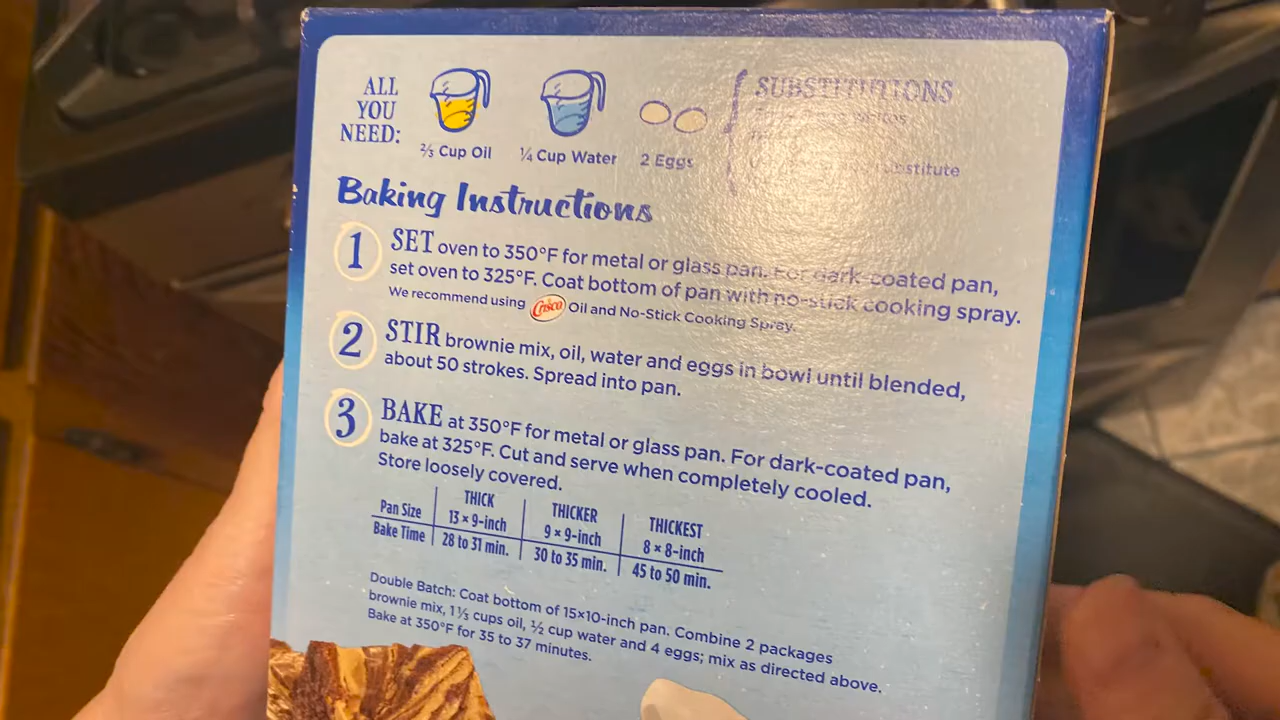 ALL
YOU
NEED:
⅔ Cup Oil
¼ Cup Water
2 Eggs
SUBSTITUTIONS
Baking Instructions
1 SET oven to 350°F for metal or glass pan. For dark-coated pan,
set oven to 325°F. Coat bottom of pan with no-stick cooking spray.
We recommend using Crisco Oil and No-Stick Cooking Spray.
2 STIR brownie mix, oil, water and eggs in bowl until blended,
about 50 strokes. Spread into pan.
3 BAKE at 350°F for metal or glass pan. For dark-coated pan,
bake at 325°F. Cut and serve when completely cooled.
Store loosely covered.
THICK THICKER THICKEST
Pan Size 13 x 9-inch 9 x 9-inch 8 x 8-inch
Bake Time 28 to 31 min. 30 to 35 min. 45 to 50 min.
Double Batch: Coat bottom of 15x10-inch pan. Combine 2 packages
brownie mix, 1⅓ cups oil, ½ cup water and 4 eggs; mix as directed above.
Bake at 350°F for 35 to 37 minutes.